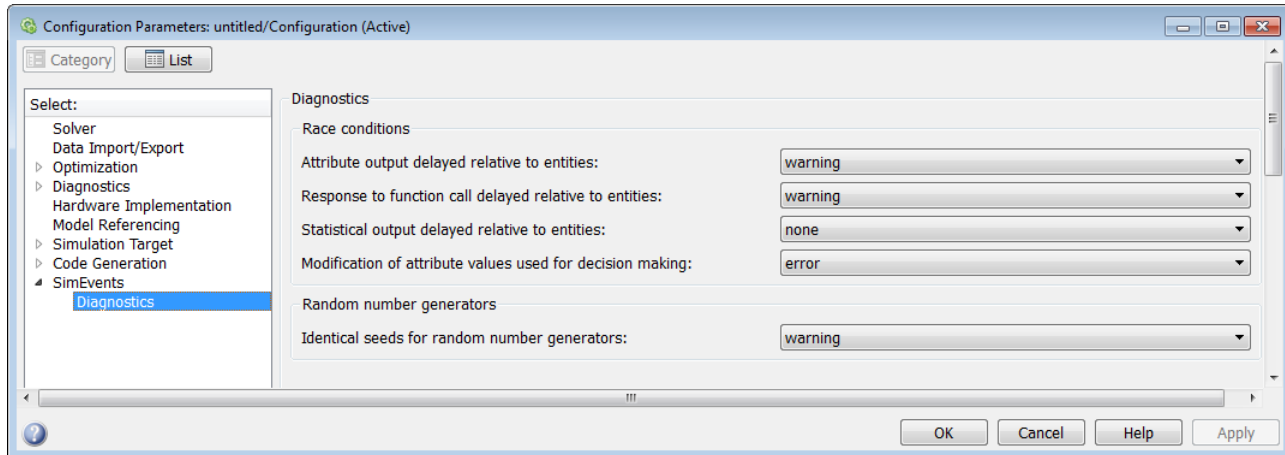 Configuration Parameters: untitled/Configuration (Active)
Category List
Select:
Solver
Data Import/Export
Optimization
Diagnostics
Hardware Implementation
Model Referencing
Simulation Target
Code Generation
SimEvents
Diagnostics
Diagnostics
Race conditions
Attribute output delayed relative to entities: warning
Response to function call delayed relative to entities: warning
Statistical output delayed relative to entities: none
Modification of attribute values used for decision making: error
Random number generators
Identical seeds for random number generators: warning
OK Cancel Help Apply